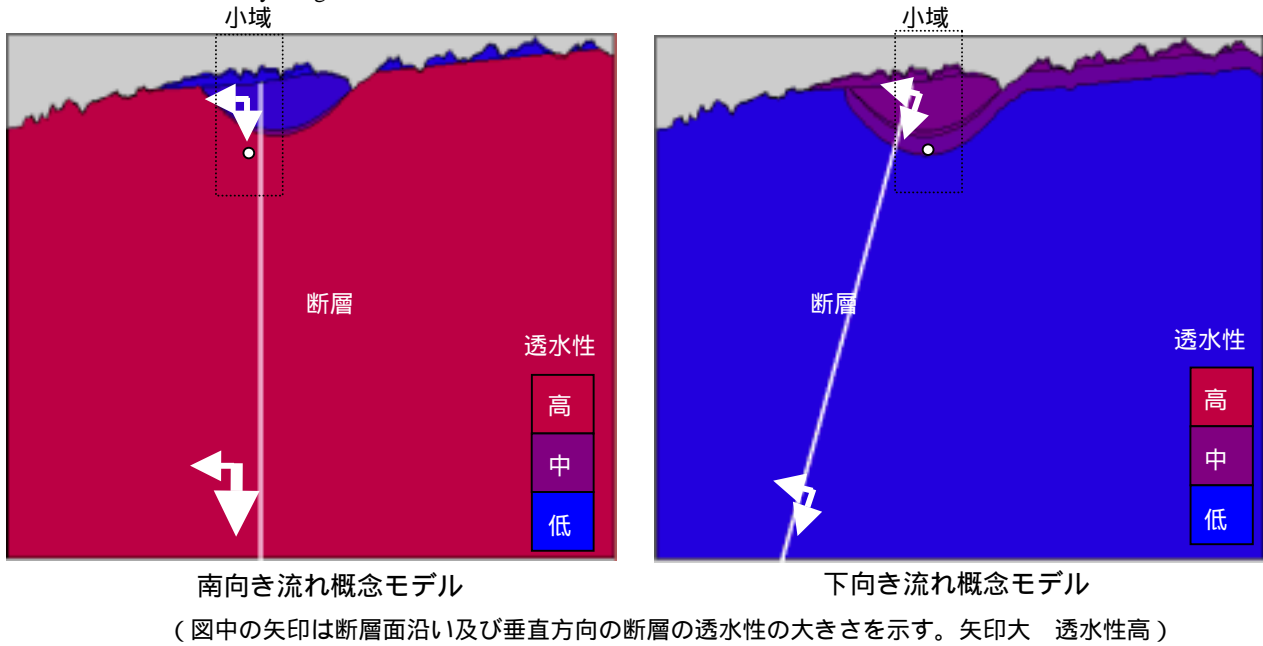 小域
小域
断層
断層
透水性
高
中
低
透水性
高
中
低
南向き流れ概念モデル
下向き流れ概念モデル
(図中の矢印は断層面沿い及び垂直方向の断層の透水性の大きさを示す。矢印大 透水性高)